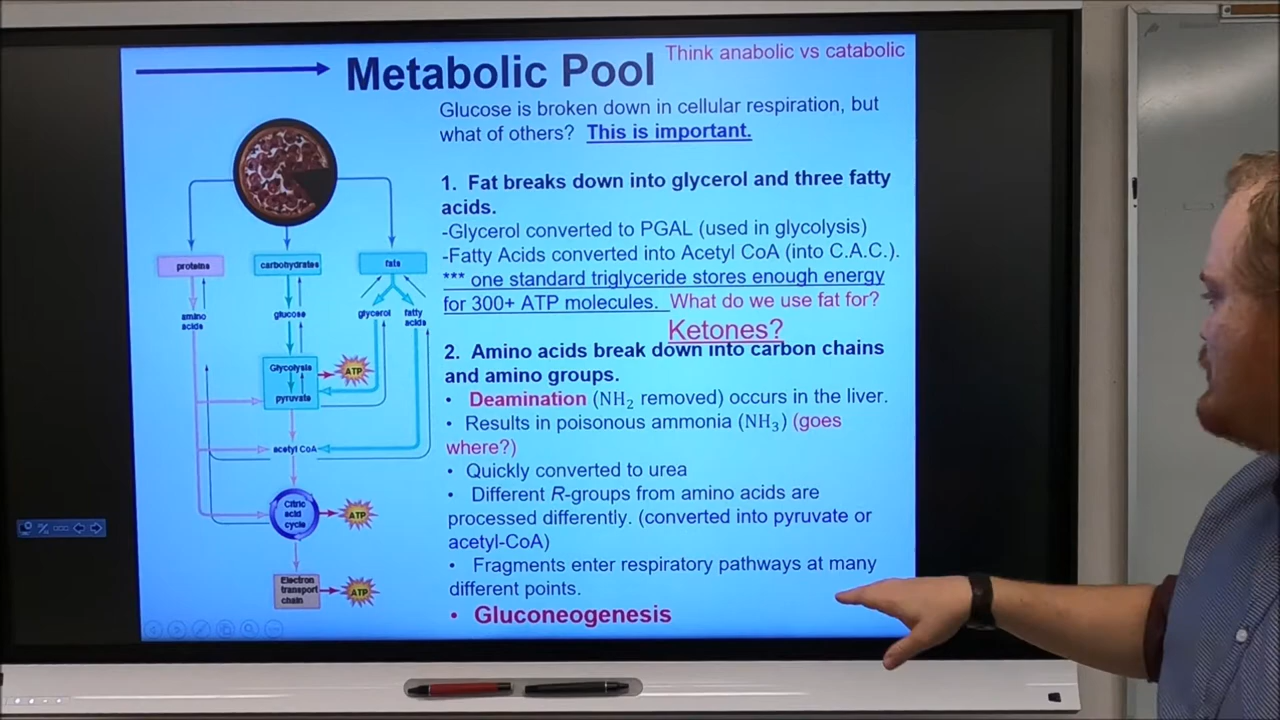 Metabolic Pool
Think anabolic vs catabolic
Glucose is broken down in cellular respiration, but
what of others? This is important.
1. Fat breaks down into glycerol and three fatty
acids.
-Glycerol converted to PGAL (used in glycolysis)
-Fatty Acids converted into Acetyl CoA (into C.A.C.).
*** one standard triglyceride stores enough energy
for 300+ ATP molecules. What do we use fat for?
Ketones?
2. Amino acids break down into carbon chains
and amino groups.
• Deamination (NH₂ removed) occurs in the liver.
• Results in poisonous ammonia (NH₃) (goes
where?)
• Quickly converted to urea
• Different R-groups from amino acids are
processed differently. (converted into pyruvate or
acetyl-CoA)
• Fragments enter respiratory pathways at many
different points.
• Gluconeogenesis
proteins
carbohydrates
fats
amino
acids
glucose
glycerol
fatty
acids
Glycolysis
ATP
pyruvate
acetyl CoA
Citric
acid
cycle
ATP
Electron
transport
chain
ATP